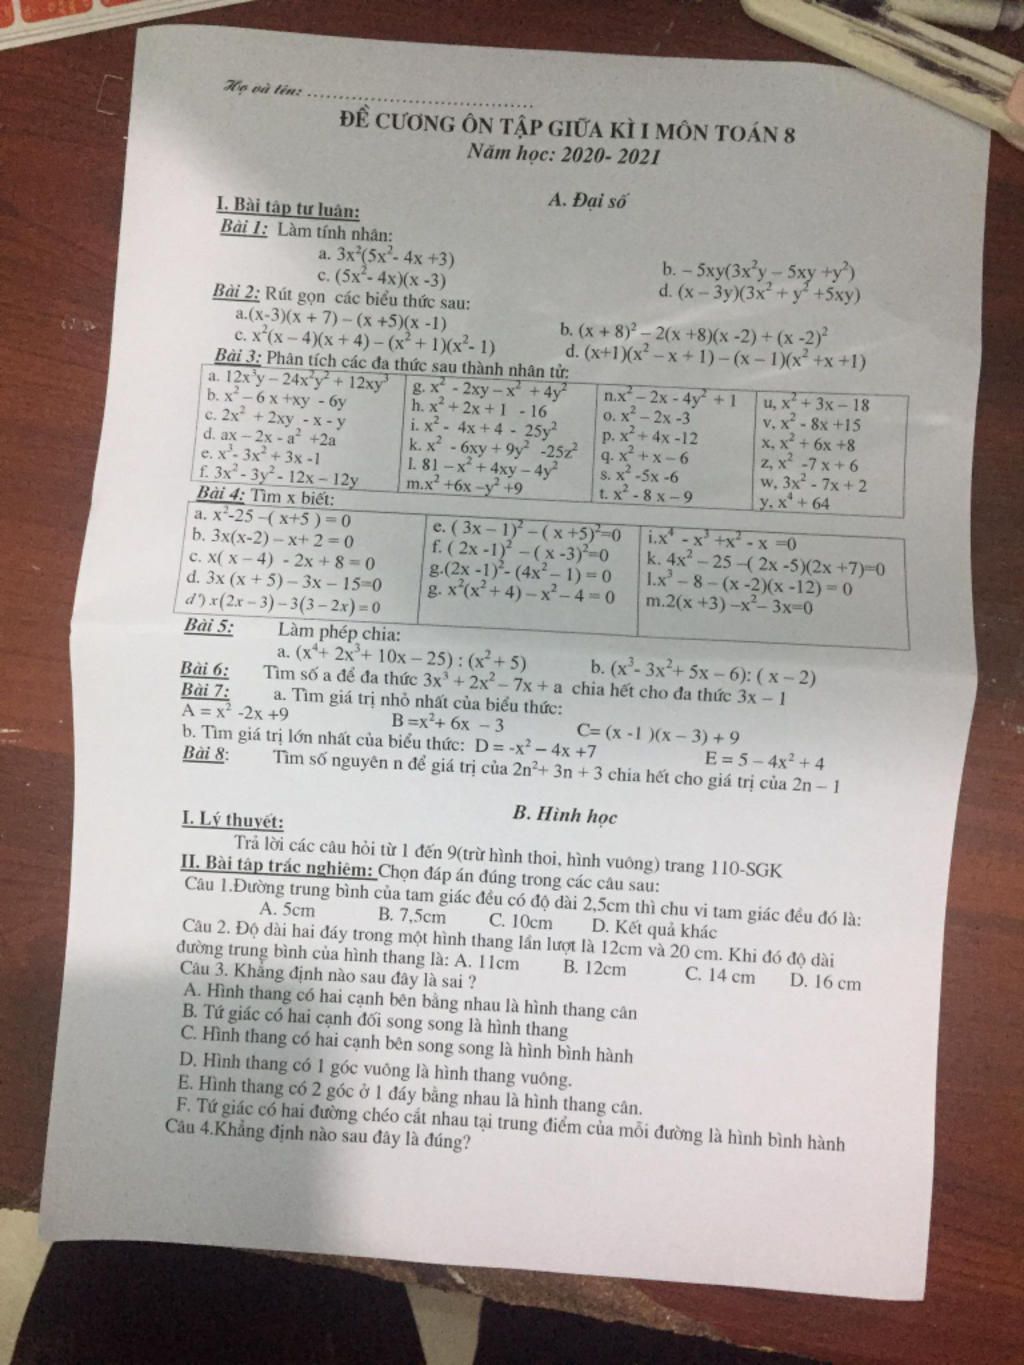 Họ và tên: ....................................
ĐỀ CƯƠNG ÔN TẬP GIỮA KÌ I MÔN TOÁN 8
Năm học: 2020- 2021
A. Đại số
I. Bài tập tự luận:
Bài 1: Làm tính nhân:
a. 3x²(5x²- 4x +3)
b. – 5xy(3x²y – 5xy +y²)
c. (5x²- 4x)(x -3)
d. (x – 3y)(3x² + y² +5xy)
Bài 2: Rút gọn các biểu thức sau:
a.(x-3)(x + 7) – (x +5)(x -1)
b. (x + 8)² – 2(x +8)(x -2) + (x -2)²
c. x²(x – 4)(x + 4) – (x² + 1)(x²- 1)
d. (x+1)(x² – x + 1) – (x – 1)(x² +x +1)
Bài 3: Phân tích các đa thức sau thành nhân tử:
a. 12x³y – 24x²y² + 12xy³
b. x² – 6 x +xy - 6y
c. 2x² + 2xy - x - y
d. ax – 2x - a² +2a
e. x³- 3x² + 3x -1
f. 3x² - 3y² - 12x – 12y
g. x² - 2xy – x² + 4y²
h. x² + 2x + 1 - 16
i. x² - 4x + 4 - 25y²
k. x² - 6xy + 9y² -25z²
l. 81 – x² + 4xy – 4y²
m.x² +6x –y² +9
n.x² – 2x - 4y² + 1
o. x² – 2x -3
p. x² + 4x -12
q. x² + x – 6
s. x² -5x -6
t. x² - 8 x – 9
u, x² + 3x – 18
v, x² - 8x +15
x, x² + 6x +8
z, x² -7 x + 6
w, 3x² - 7x + 2
y, x⁴ + 64
Bài 4: Tìm x biết:
a. x²-25 –( x+5 ) = 0
b. 3x(x-2) – x+ 2 = 0
c. x( x – 4) - 2x + 8 = 0
d. 3x (x + 5) – 3x – 15=0
d') x(2x – 3) – 3(3 – 2x) = 0
e. ( 3x – 1)² – ( x +5)²=0
f. ( 2x -1)² – ( x -3)²=0
g.(2x -1)²- (4x² – 1) = 0
g. x²(x² + 4) – x² – 4 = 0
i.x⁴ - x³ +x² - x =0
k. 4x² – 25 –( 2x -5)(2x +7)=0
l.x³ – 8 – (x -2)(x -12) = 0
m.2(x +3) –x²– 3x=0
Bài 5: Làm phép chia:
a. (x⁴+ 2x³+ 10x – 25) : (x² + 5)
b. (x³- 3x²+ 5x – 6): ( x – 2)
Bài 6: Tìm số a để đa thức 3x³ + 2x² – 7x + a chia hết cho đa thức 3x – 1
Bài 7: a. Tìm giá trị nhỏ nhất của biểu thức:
A = x² -2x +9 B =x²+ 6x – 3 C= (x -1 )(x – 3) + 9
b. Tìm giá trị lớn nhất của biểu thức: D = -x² – 4x +7 E = 5 – 4x² + 4
Bài 8: Tìm số nguyên n để giá trị của 2n²+ 3n + 3 chia hết cho giá trị của 2n – 1
B. Hình học
I. Lý thuyết:
Trả lời các câu hỏi từ 1 đến 9(trừ hình thoi, hình vuông) trang 110-SGK
II. Bài tập trắc nghiệm: Chọn đáp án đúng trong các câu sau:
Câu 1.Đường trung bình của tam giác đều có độ dài 2,5cm thì chu vi tam giác đều đó là:
A. 5cm B. 7,5cm C. 10cm D. Kết quả khác
Câu 2. Độ dài hai đáy trong một hình thang lần lượt là 12cm và 20 cm. Khi đó độ dài
đường trung bình của hình thang là: A. 11cm B. 12cm C. 14 cm D. 16 cm
Câu 3. Khẳng định nào sau đây là sai ?
A. Hình thang có hai cạnh bên bằng nhau là hình thang cân
B. Tứ giác có hai cạnh đối song song là hình thang
C. Hình thang có hai cạnh bên song song là hình bình hành
D. Hình thang có 1 góc vuông là hình thang vuông.
E. Hình thang có 2 góc ở 1 đáy bằng nhau là hình thang cân.
F. Tứ giác có hai đường chéo cắt nhau tại trung điểm của mỗi đường là hình bình hành
Câu 4.Khẳng định nào sau đây là đúng?